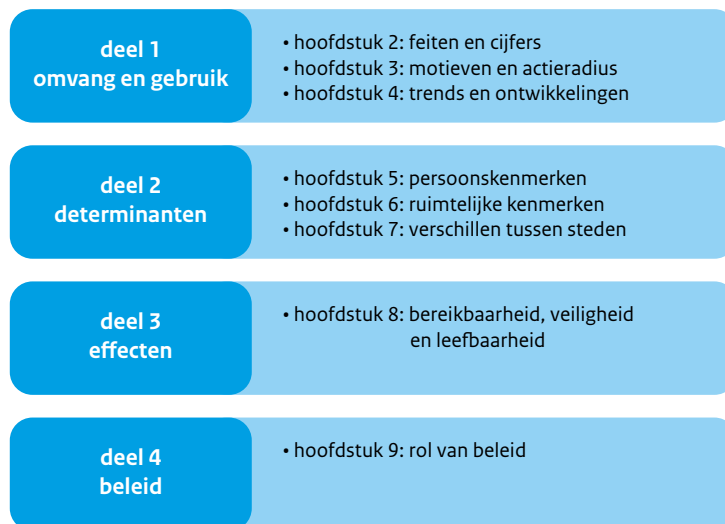 deel 1
omvang en gebruik
• hoofdstuk 2: feiten en cijfers
• hoofdstuk 3: motieven en actieradius
• hoofdstuk 4: trends en ontwikkelingen
deel 2
determinanten
• hoofdstuk 5: persoonskenmerken
• hoofdstuk 6: ruimtelijke kenmerken
• hoofdstuk 7: verschillen tussen steden
deel 3
effecten
• hoofdstuk 8: bereikbaarheid, veiligheid
en leefbaarheid
deel 4
beleid
• hoofdstuk 9: rol van beleid